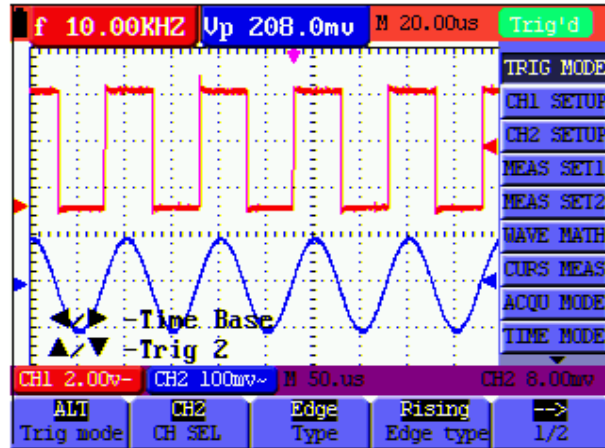 f 10.00KHZ Vp 208.0mv M 20.00us Trig'd
TRIG MODE
CH1 SETUP
CH2 SETUP
MEAS SET1
MEAS SET2
WAVE MATH
CURS MEAS
ACQU MODE
TIME MODE
◀/▶ -Time Base
▲/▼ -Trig 2
CH1 2.00v- CH2 100mv~ M 50.us CH2 8.00mv
ALT CH2 Edge Rising -->
Trig mode CH SEL Type Edge type 1/2